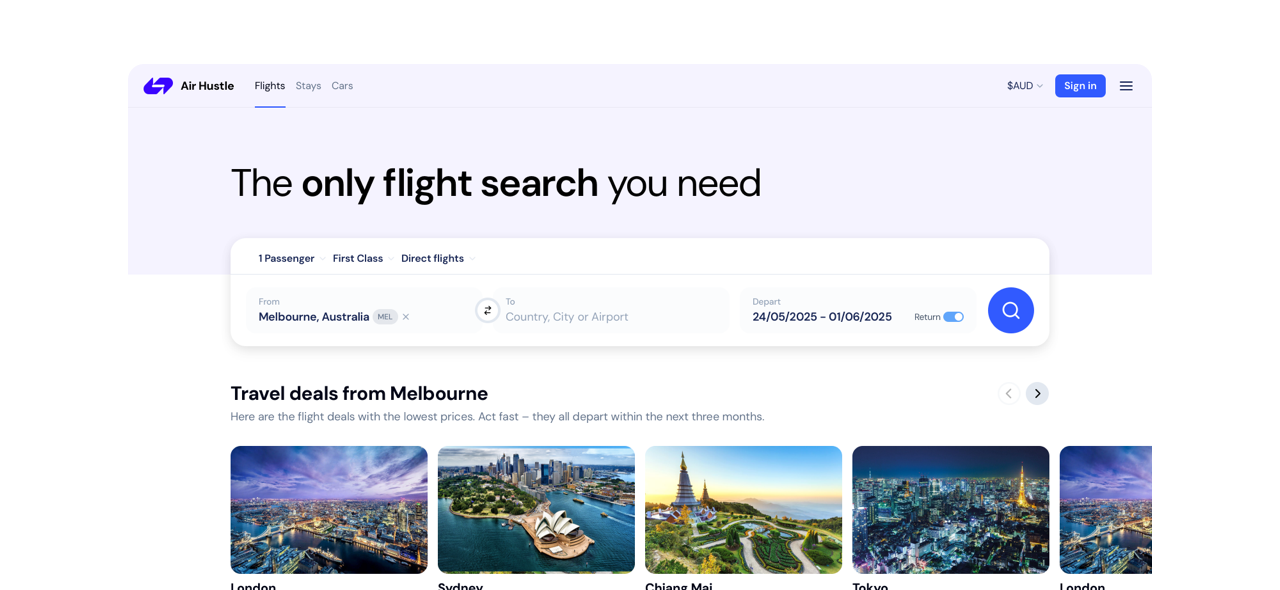 Air Hustle Flights Stays Cars $AUD Sign in
The only flight search you need
1 Passenger First Class Direct flights
From To Depart
Melbourne, Australia MEL Country, City or Airport 24/05/2025 - 01/06/2025 Return
Travel deals from Melbourne
Here are the flight deals with the lowest prices. Act fast – they all depart within the next three months.
London Sydney Chiang Mai Tokyo London